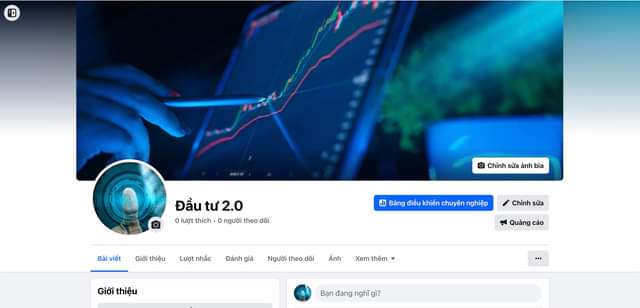 Chỉnh sửa ảnh bìa
Đầu tư 2.0
0 lượt thích • 0 người theo dõi
Bảng điều khiển chuyên nghiệp
Chỉnh sửa
Quảng cáo
Bài viết
Giới thiệu
Lượt nhắc
Đánh giá
Người theo dõi
Ảnh
Xem thêm
Giới thiệu
Bạn đang nghĩ gì?